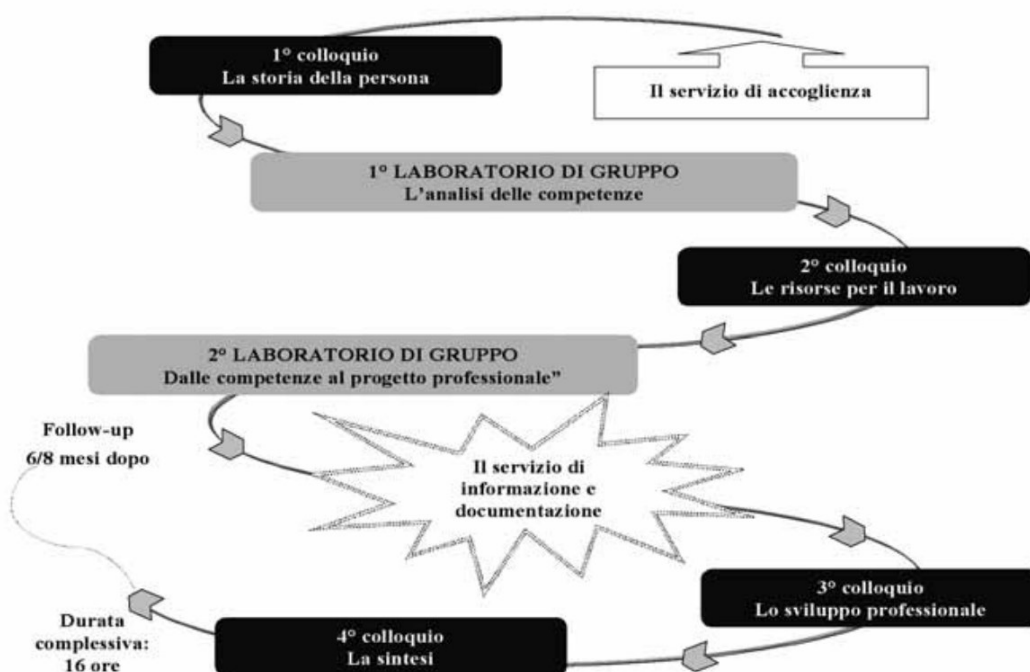 1° colloquio
La storia della persona
Il servizio di accoglienza
1° LABORATORIO DI GRUPPO
L'analisi delle competenze
2° colloquio
Le risorse per il lavoro
2° LABORATORIO DI GRUPPO
Dalle competenze al progetto professionale”
Il servizio di
informazione e
documentazione
3° colloquio
Lo sviluppo professionale
4° colloquio
La sintesi
Follow-up
6/8 mesi dopo
Durata
complessiva:
16 ore